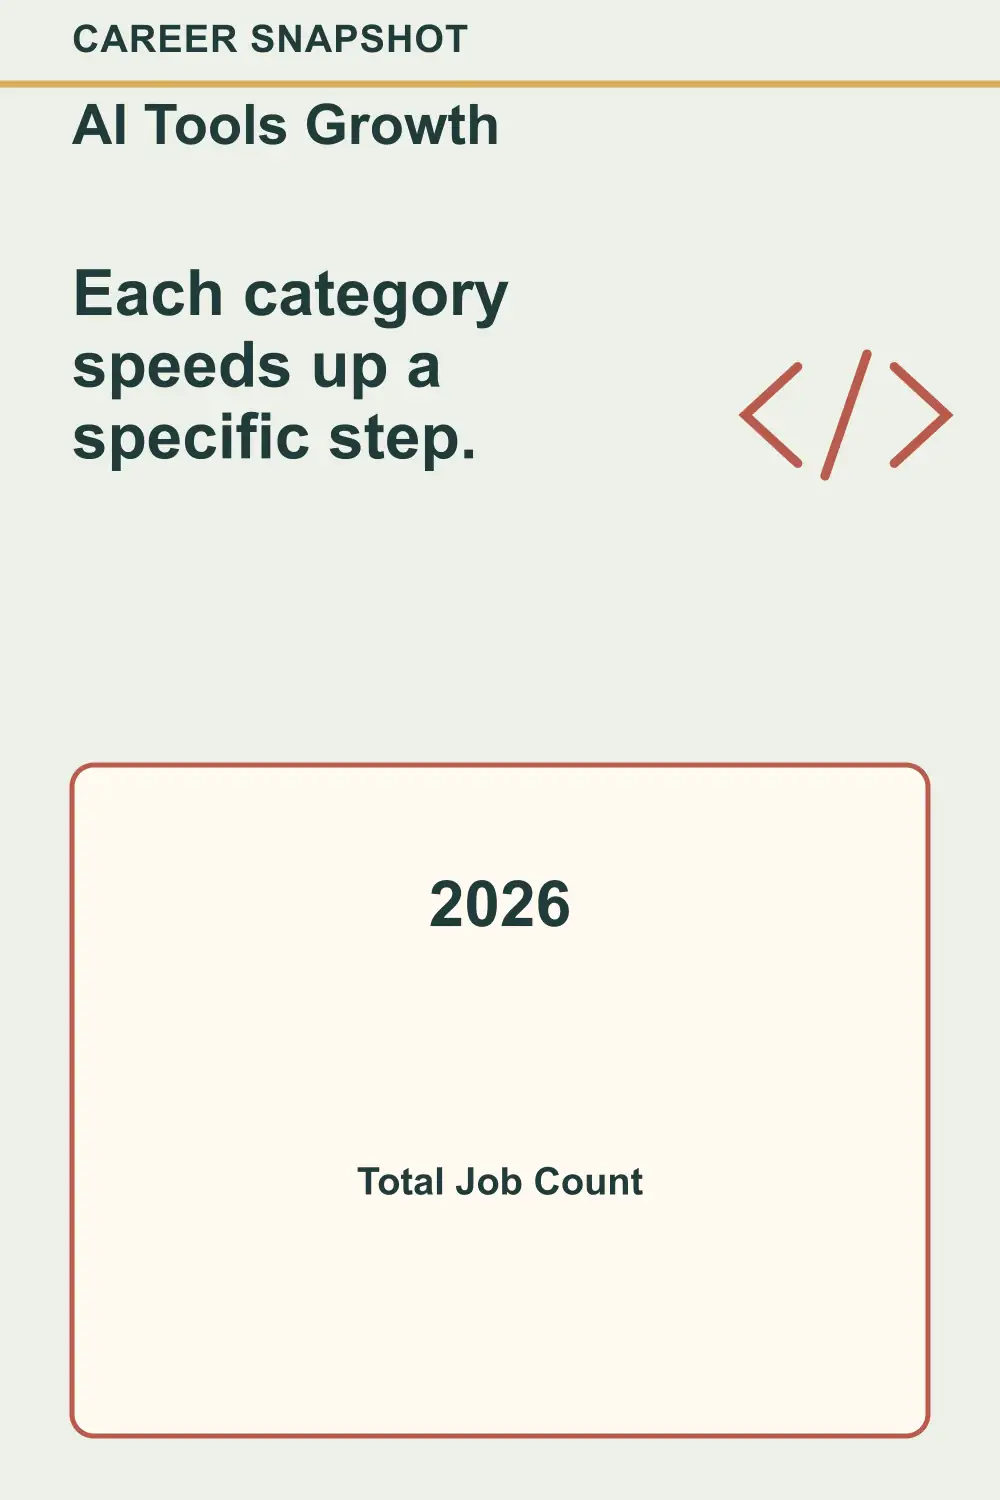 CAREER SNAPSHOT
AI Tools Growth
Each category
speeds up a
specific step.
2026
Total Job Count